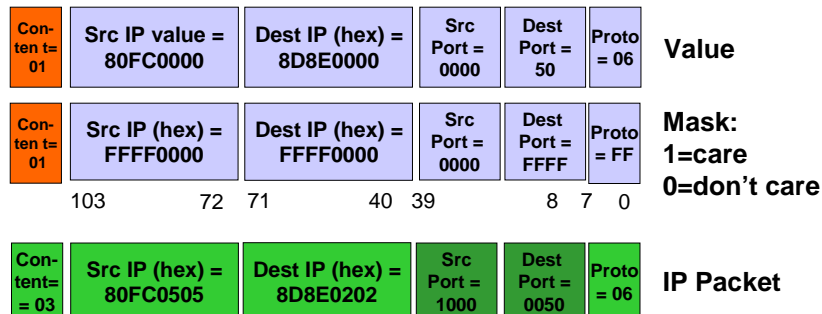 Con-
ten t=
01
Src IP value =
80FC0000
Dest IP (hex) =
8D8E0000
Src
Port =
0000
Dest
Port =
50
Proto
= 06
Value
Con-
ten t=
01
Src IP (hex) =
FFFF0000
Dest IP (hex) =
FFFF0000
Src
Port =
0000
Dest
Port =
FFFF
Proto
= FF
Mask:
1=care
0=don't care
103 72 71 40 39 8 7 0
Con-
tent=
= 03
Src IP (hex) =
80FC0505
Dest IP (hex) =
8D8E0202
Src
Port =
1000
Dest
Port =
0050
Proto
= 06
IP Packet